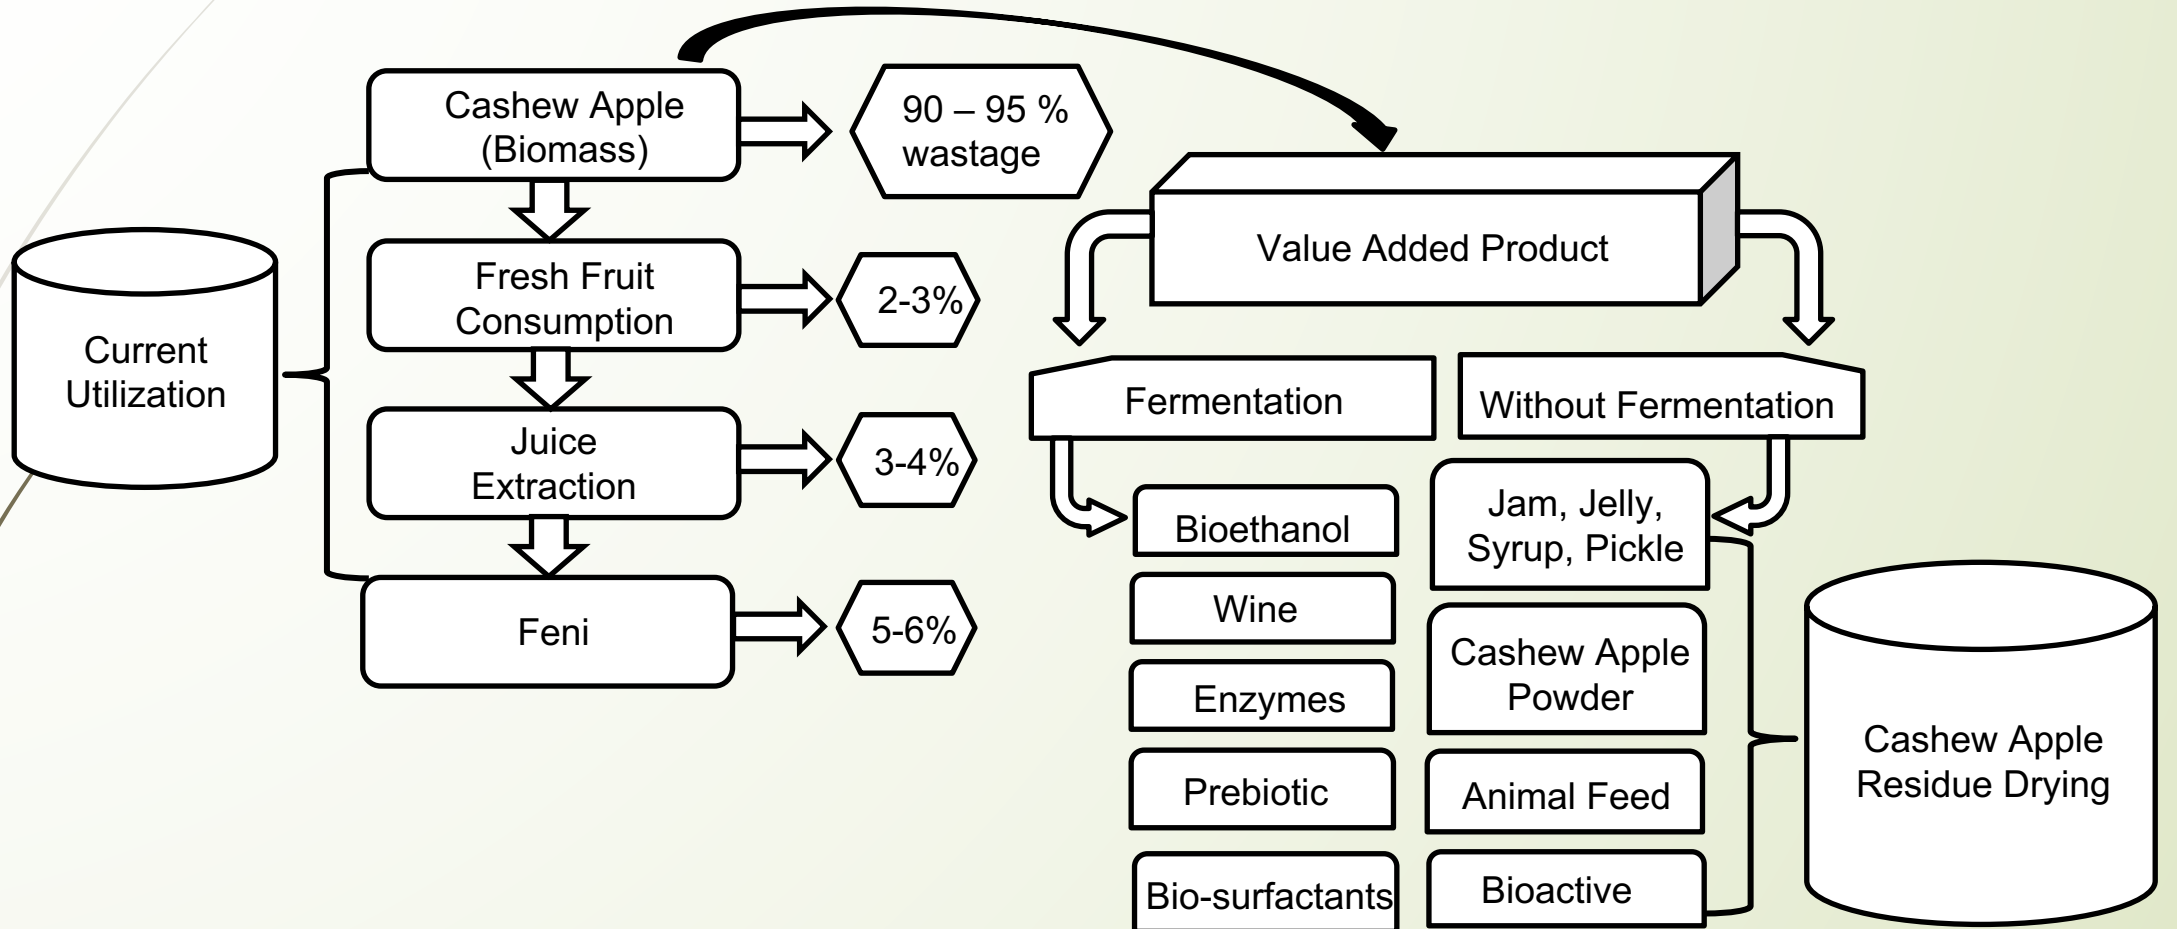 Current
Utilization
Cashew Apple
(Biomass)
90 – 95 %
wastage
Fresh Fruit
Consumption
2-3%
Juice
Extraction
3-4%
Feni
5-6%
Value Added Product
Fermentation
Without Fermentation
Bioethanol
Wine
Enzymes
Prebiotic
Bio-surfactants
Jam, Jelly,
Syrup, Pickle
Cashew Apple
Powder
Animal Feed
Bioactive
Cashew Apple
Residue Drying